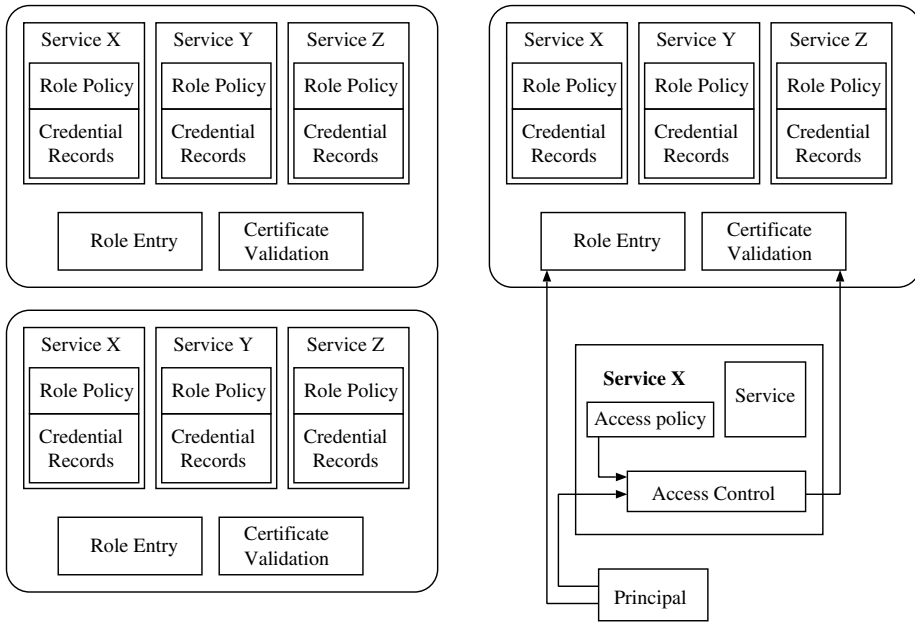 Service X
Service Y
Service Z
Role Policy
Role Policy
Role Policy
Credential
Records
Credential
Records
Credential
Records
Role Entry
Certificate
Validation
Service X
Service Y
Service Z
Role Policy
Role Policy
Role Policy
Credential
Records
Credential
Records
Credential
Records
Role Entry
Certificate
Validation
Service X
Service Y
Service Z
Role Policy
Role Policy
Role Policy
Credential
Records
Credential
Records
Credential
Records
Role Entry
Certificate
Validation
Service X
Service
Access policy
Access Control
Principal